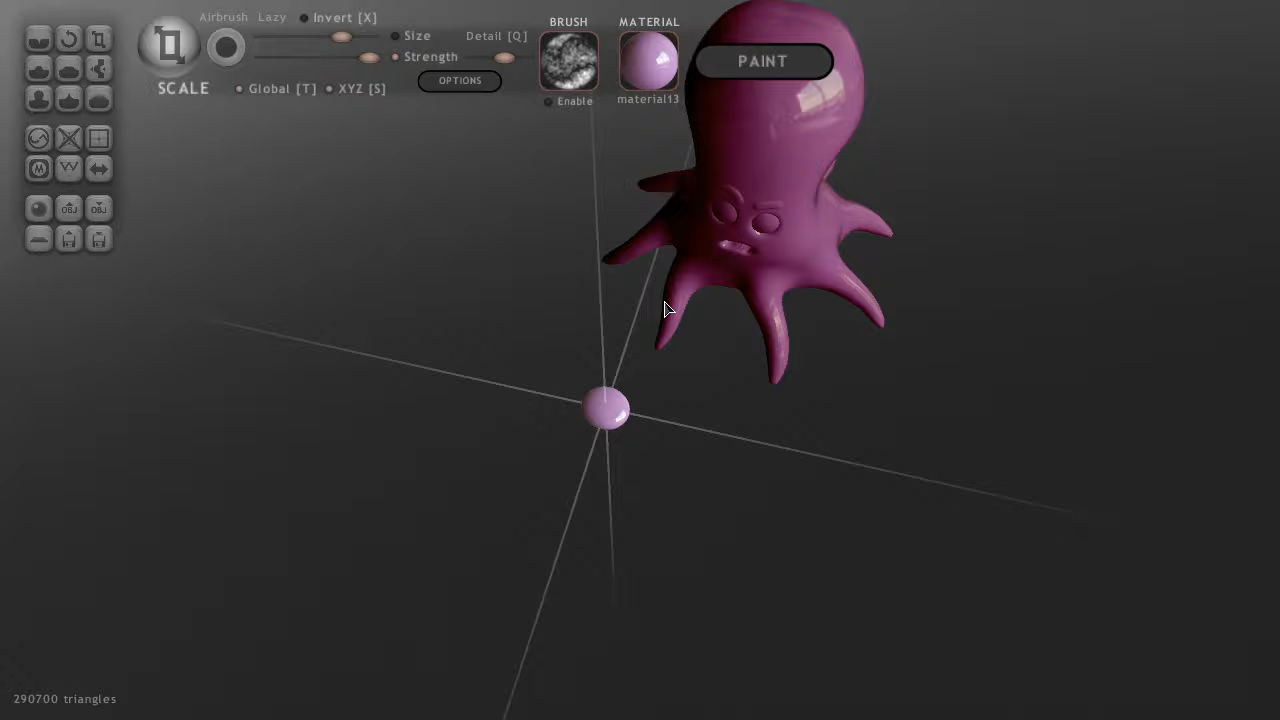 Airbrush Lazy Invert [X]
Size Detail [Q]
Strength
OPTIONS
SCALE Global [T] XYZ [S]
BRUSH
Enable
MATERIAL
material13
PAINT
OBJ OBJ
290700 triangles